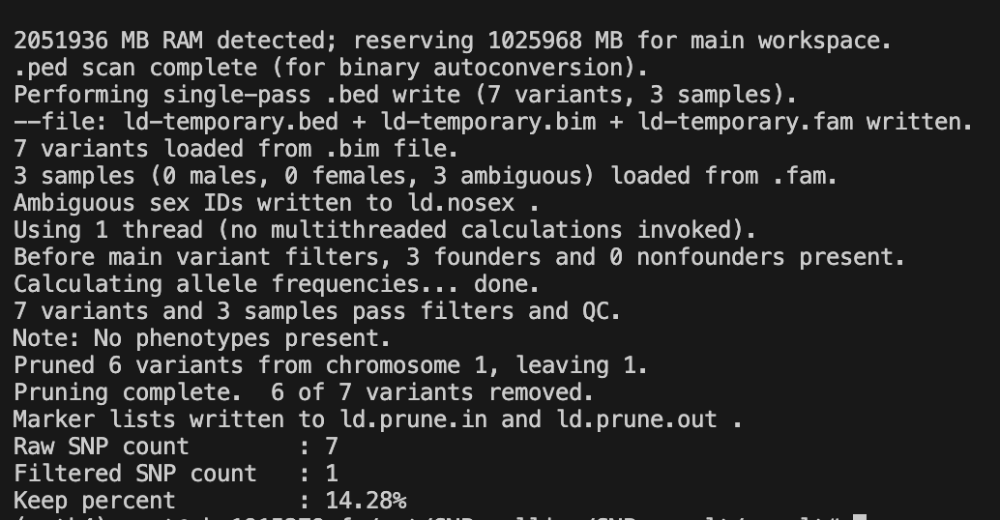 2051936 MB RAM detected; reserving 1025968 MB for main workspace.
.ped scan complete (for binary autoconversion).
Performing single-pass .bed write (7 variants, 3 samples).
--file: ld-temporary.bed + ld-temporary.bim + ld-temporary.fam written.
7 variants loaded from .bim file.
3 samples (0 males, 0 females, 3 ambiguous) loaded from .fam.
Ambiguous sex IDs written to ld.nosex .
Using 1 thread (no multithreaded calculations invoked).
Before main variant filters, 3 founders and 0 nonfounders present.
Calculating allele frequencies... done.
7 variants and 3 samples pass filters and QC.
Note: No phenotypes present.
Pruned 6 variants from chromosome 1, leaving 1.
Pruning complete.  6 of 7 variants removed.
Marker lists written to ld.prune.in and ld.prune.out .
Raw SNP count        : 7
Filtered SNP count   : 1
Keep percent         : 14.28%